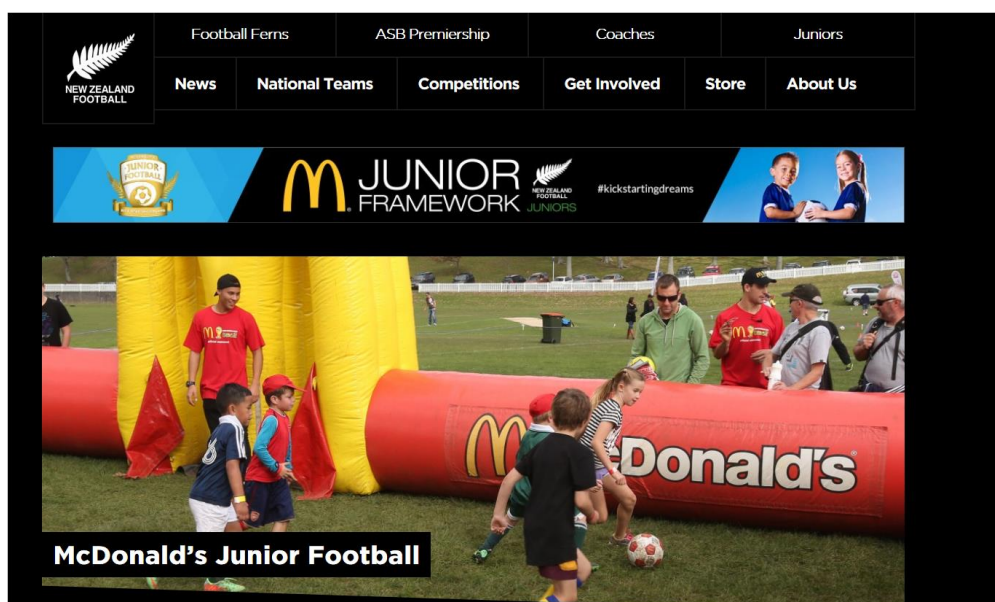 Football Ferns
ASB Premiership
Coaches
Juniors
NEW ZEALAND
FOOTBALL
News
National Teams
Competitions
Get Involved
Store
About Us
JUNIOR
FOOTBALL
JUNIOR
FRAMEWORK
NEW ZEALAND
FOOTBALL
JUNIORS
#kickstartingdreams
Donald's
McDonald's Junior Football